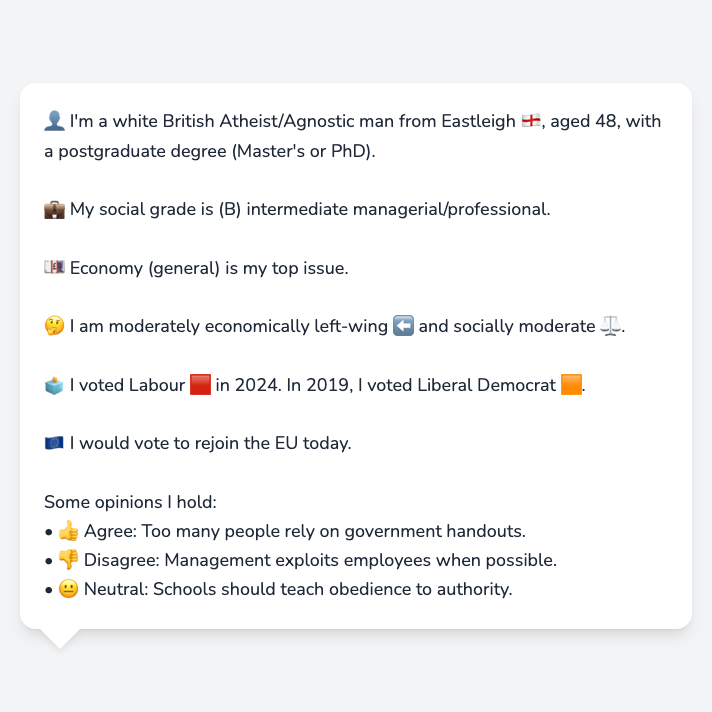 👤 I'm a white British Atheist/Agnostic man from Eastleigh 🏴󠁧󠁢󠁥󠁮󠁧󠁿, aged 48, with
a postgraduate degree (Master's or PhD).
💼 My social grade is (B) intermediate managerial/professional.
💷 Economy (general) is my top issue.
🤔 I am moderately economically left-wing ⬅️ and socially moderate ⚖️.
🗳️ I voted Labour 🟥 in 2024. In 2019, I voted Liberal Democrat 🟧.
🇪🇺 I would vote to rejoin the EU today.
Some opinions I hold:
• 👍 Agree: Too many people rely on government handouts.
• 👎 Disagree: Management exploits employees when possible.
• 😐 Neutral: Schools should teach obedience to authority.